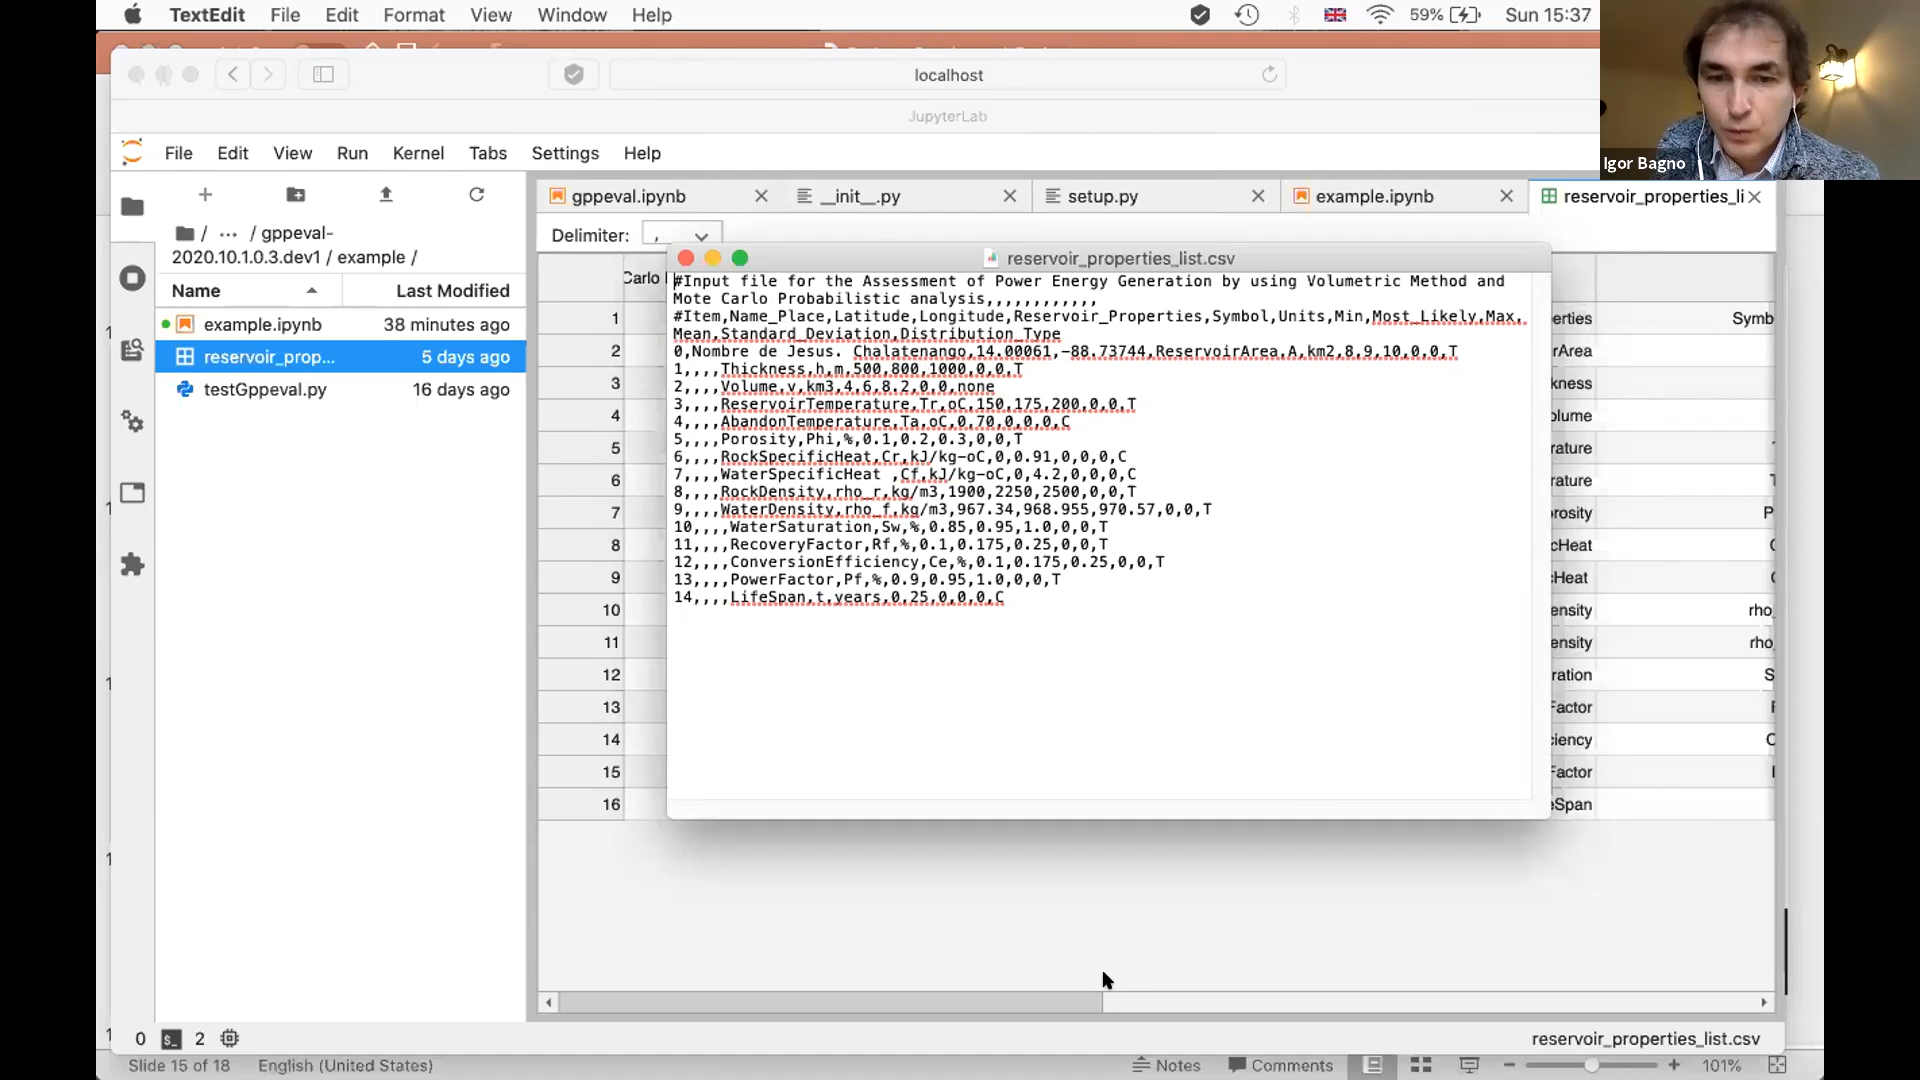 TextEdit File Edit Format View Window Help 59% Sun 15:37
localhost
JupyterLab
Igor Bagno
File Edit View Run Kernel Tabs Settings Help
gppeval.ipynb __init__.py setup.py example.ipynb reservoir_properties_li
/ ... / gppeval-
2020.10.1.0.3.dev1 / example /
Delimiter: ,
Name Last Modified
example.ipynb 38 minutes ago
reservoir_prop... 5 days ago
testGppeval.py 16 days ago
reservoir_properties_list.csv
#Input file for the Assessment of Power Energy Generation by using Volumetric Method and
Mote Carlo Probabilistic analysis,,,,,,,,,,,,
#Item,Name_Place,Latitude,Longitude,Reservoir_Properties,Symbol,Units,Min,Most_Likely,Max,
Mean,Standard_Deviation,Distribution_Type
0,Nombre de Jesus. Chalatenango,14.00061,-88.73744,ReservoirArea,A,km2,8,9,10,0,0,T
1,,,,Thickness,h,m,500,800,1000,0,0,T
2,,,,Volume,v,km3,4,6,8.2,0,0,none
3,,,,ReservoirTemperature,Tr,oC,150,175,200,0,0,T
4,,,,AbandonTemperature,Ta,oC,0,70,0,0,0,C
5,,,,Porosity,Phi,%,0.1,0.2,0.3,0,0,T
6,,,,RockSpecificHeat,Cr,kJ/kg-oC,0,0.91,0,0,0,C
7,,,,WaterSpecificHeat ,Cf,kJ/kg-oC,0,4.2,0,0,0,C
8,,,,RockDensity,rho_r,kg/m3,1900,2250,2500,0,0,T
9,,,,WaterDensity,rho_f,kg/m3,967.34,968.955,970.57,0,0,T
10,,,,WaterSaturation,Sw,%,0.85,0.95,1.0,0,0,T
11,,,,RecoveryFactor,Rf,%,0.1,0.175,0.25,0,0,T
12,,,,ConversionEfficiency,Ce,%,0.1,0.175,0.25,0,0,T
13,,,,PowerFactor,Pf,%,0.9,0.95,1.0,0,0,T
14,,,,LifeSpan,t,years,0,25,0,0,0,C
Carlo
1 erties Symb
2 rArea
3 kness
4 lume
5 rature
6 rature T
7 rosity P
8 cHeat C
9 Heat C
10 ensity rho_
11 ensity rho_
12 ration S
13 Factor F
14 iency C
15 Factor
16 eSpan
0 2 reservoir_properties_list.csv
Slide 15 of 18 English (United States) Notes Comments 101%